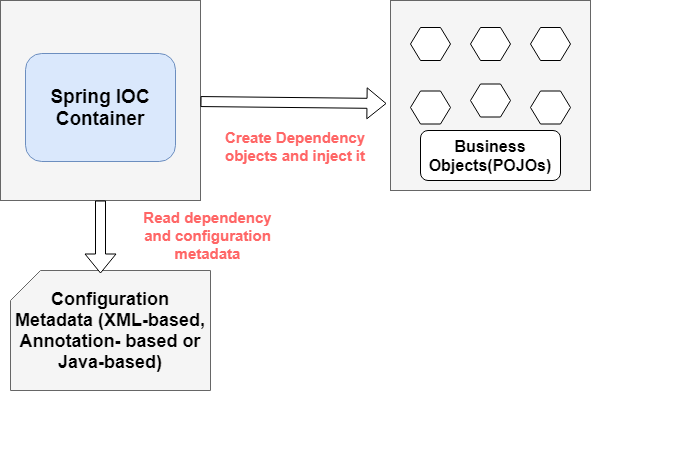 Spring IOC
Container
Create Dependency
objects and inject it
Business
Objects(POJOs)
Read dependency
and configuration
metadata
Configuration
Metadata (XML-based,
Annotation- based or
Java-based)